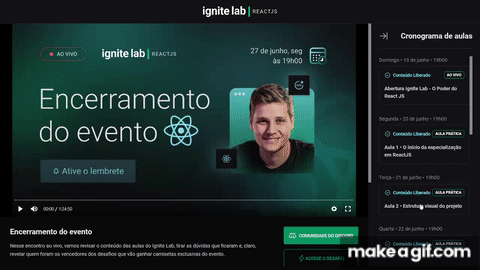 ignite lab | REACTJS
AO VIVO
ignite lab | REACTJS
27 de junho, seg
às 19h00
Encerramento
do evento
Ative o lembrete
00:00 / 1:24:50
Encerramento do evento
Nesse encontro ao vivo, vamos revisar o conteúdo das aulas do Ignite Lab, tirar as dúvidas que ficaram e, claro,
revelar quem foram os vencedores dos desafios que vão ganhar camisetas exclusivas do evento.
COMUNIDADE DO DISCORD
ACESSE O DESAFIO
Cronograma de aulas
Domingo • 19 de junho • 19h00
Conteúdo Liberado
AO VIVO
Abertura Ignite Lab - O Poder do
React JS
Segunda • 20 de junho • 19h00
Conteúdo Liberado
AULA PRÁTICA
Aula 1 • O início da especialização
em ReactJS
Terça • 21 de junho • 19h00
Conteúdo Liberado
AULA PRÁTICA
Aula 2 • Estrutura visual do projeto
Quarta • 22 de junho • 19h00
makeagif.com